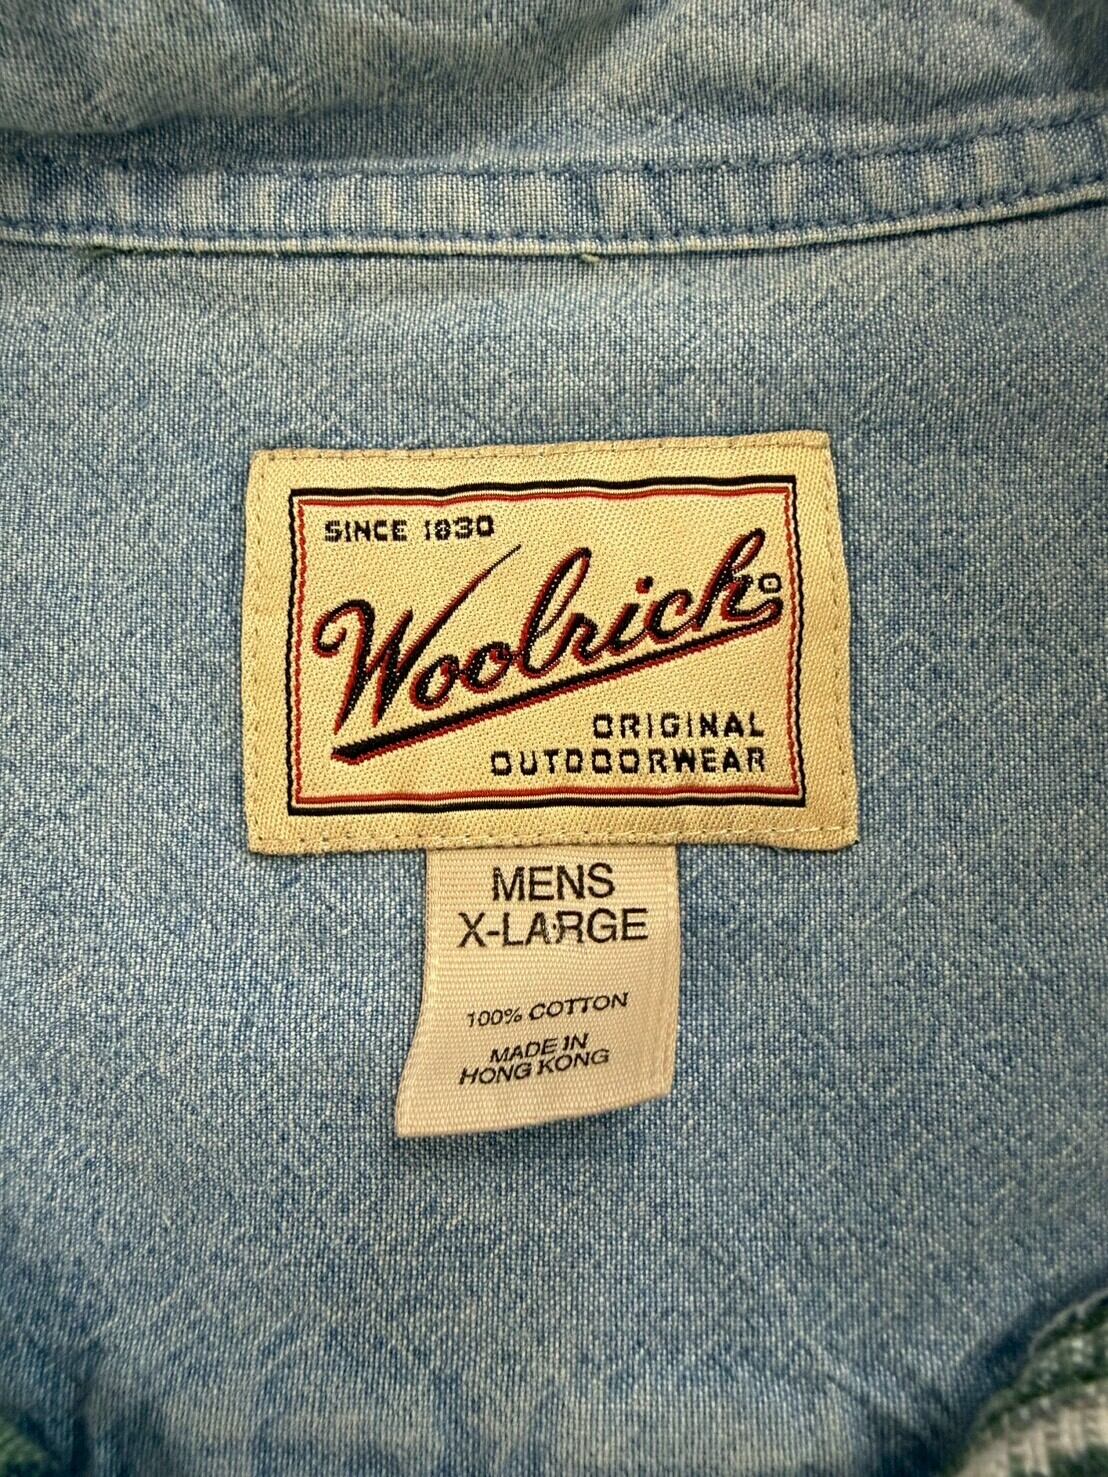 SINCE 1830
Woolrich®
ORIGINAL
OUTDOORWEAR
MENS
X-LARGE
100% COTTON
MADE IN
HONG KONG